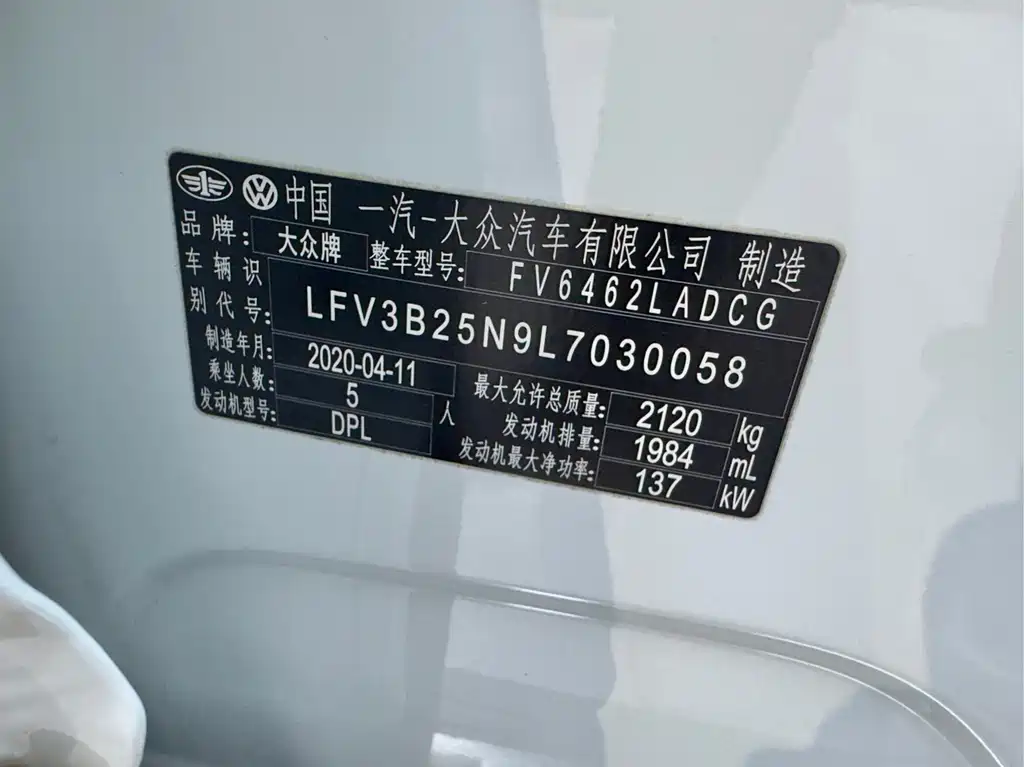 中国 一汽-大众汽车有限公司 制造
品牌: 大众牌 整车型号: FV6462LADCG
车辆识别代号: LFV3B25N9L7030058
制造年月: 2020-04-11 最大允许总质量: 2120 kg
乘坐人数: 5 人 发动机排量: 1984 mL
发动机型号: DPL 发动机最大净功率: 137 kW